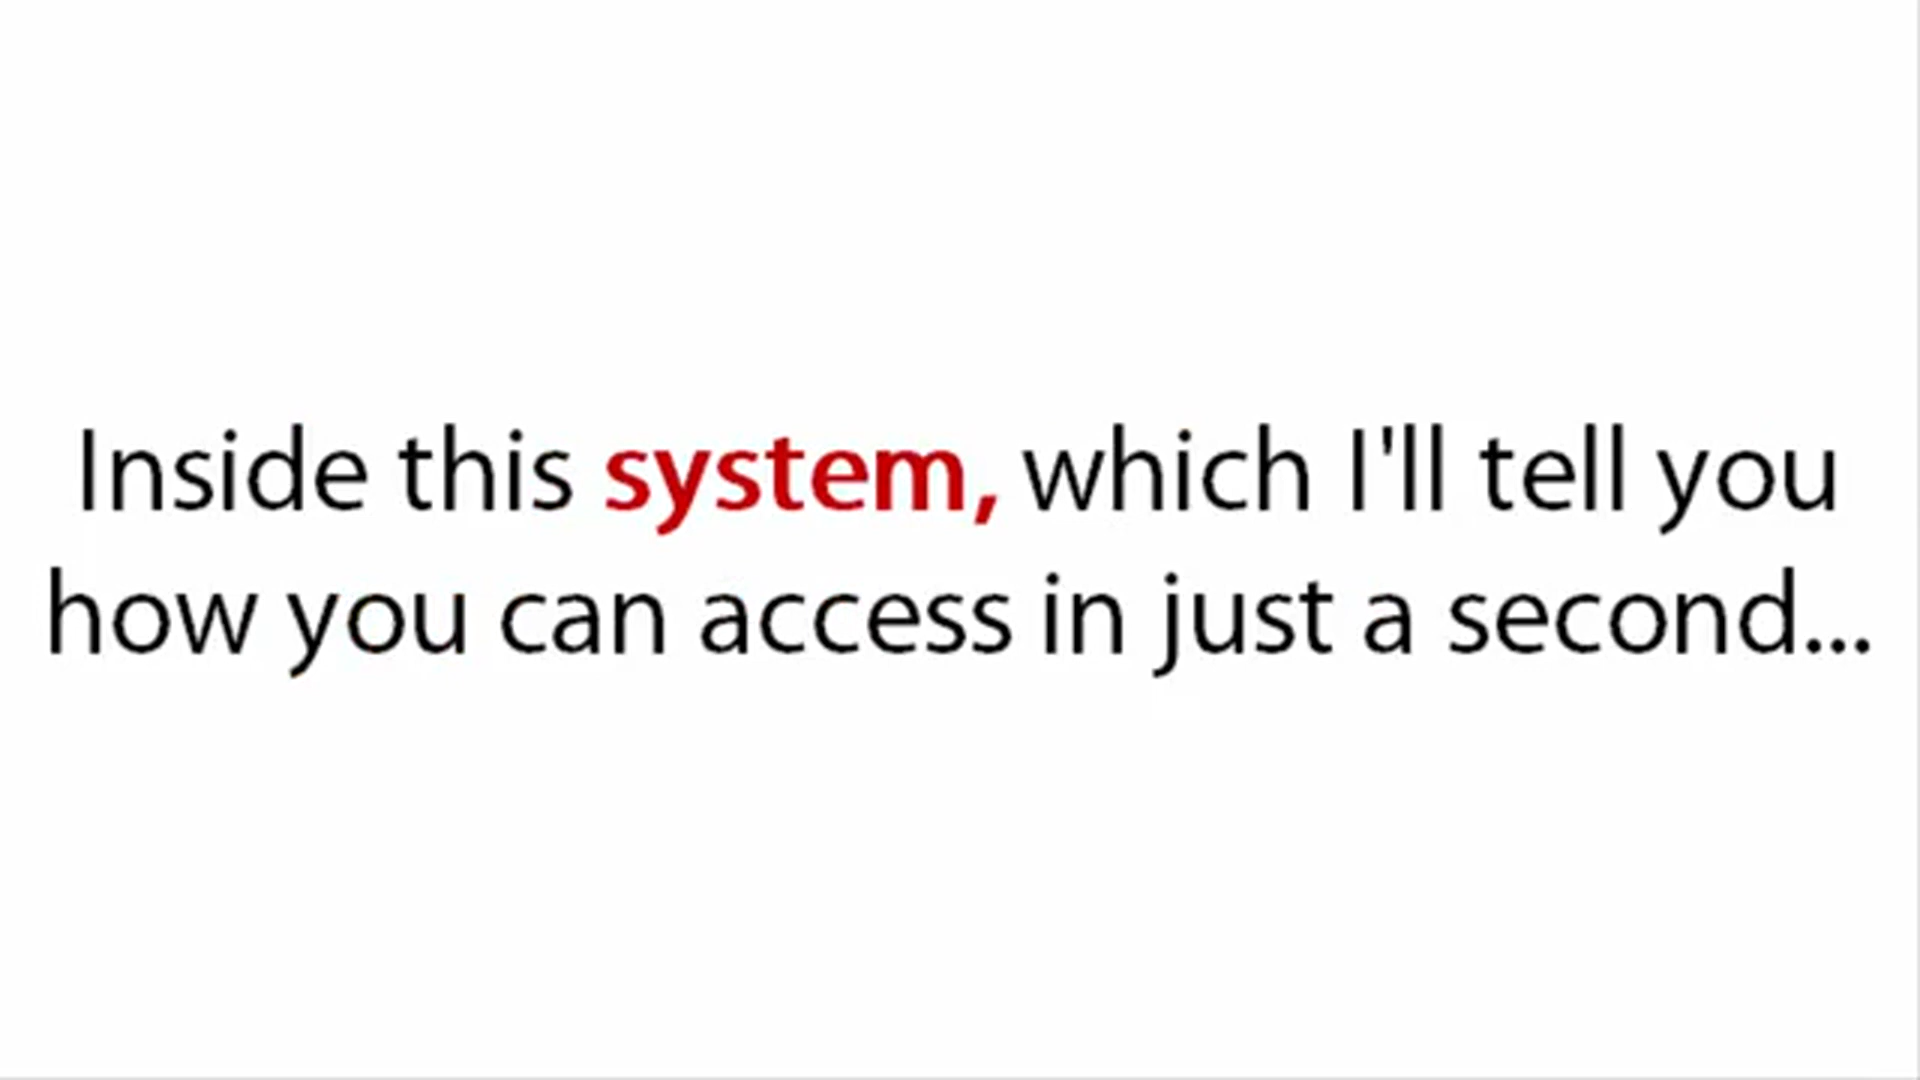 Inside this system, which I'll tell you
how you can access in just a second...